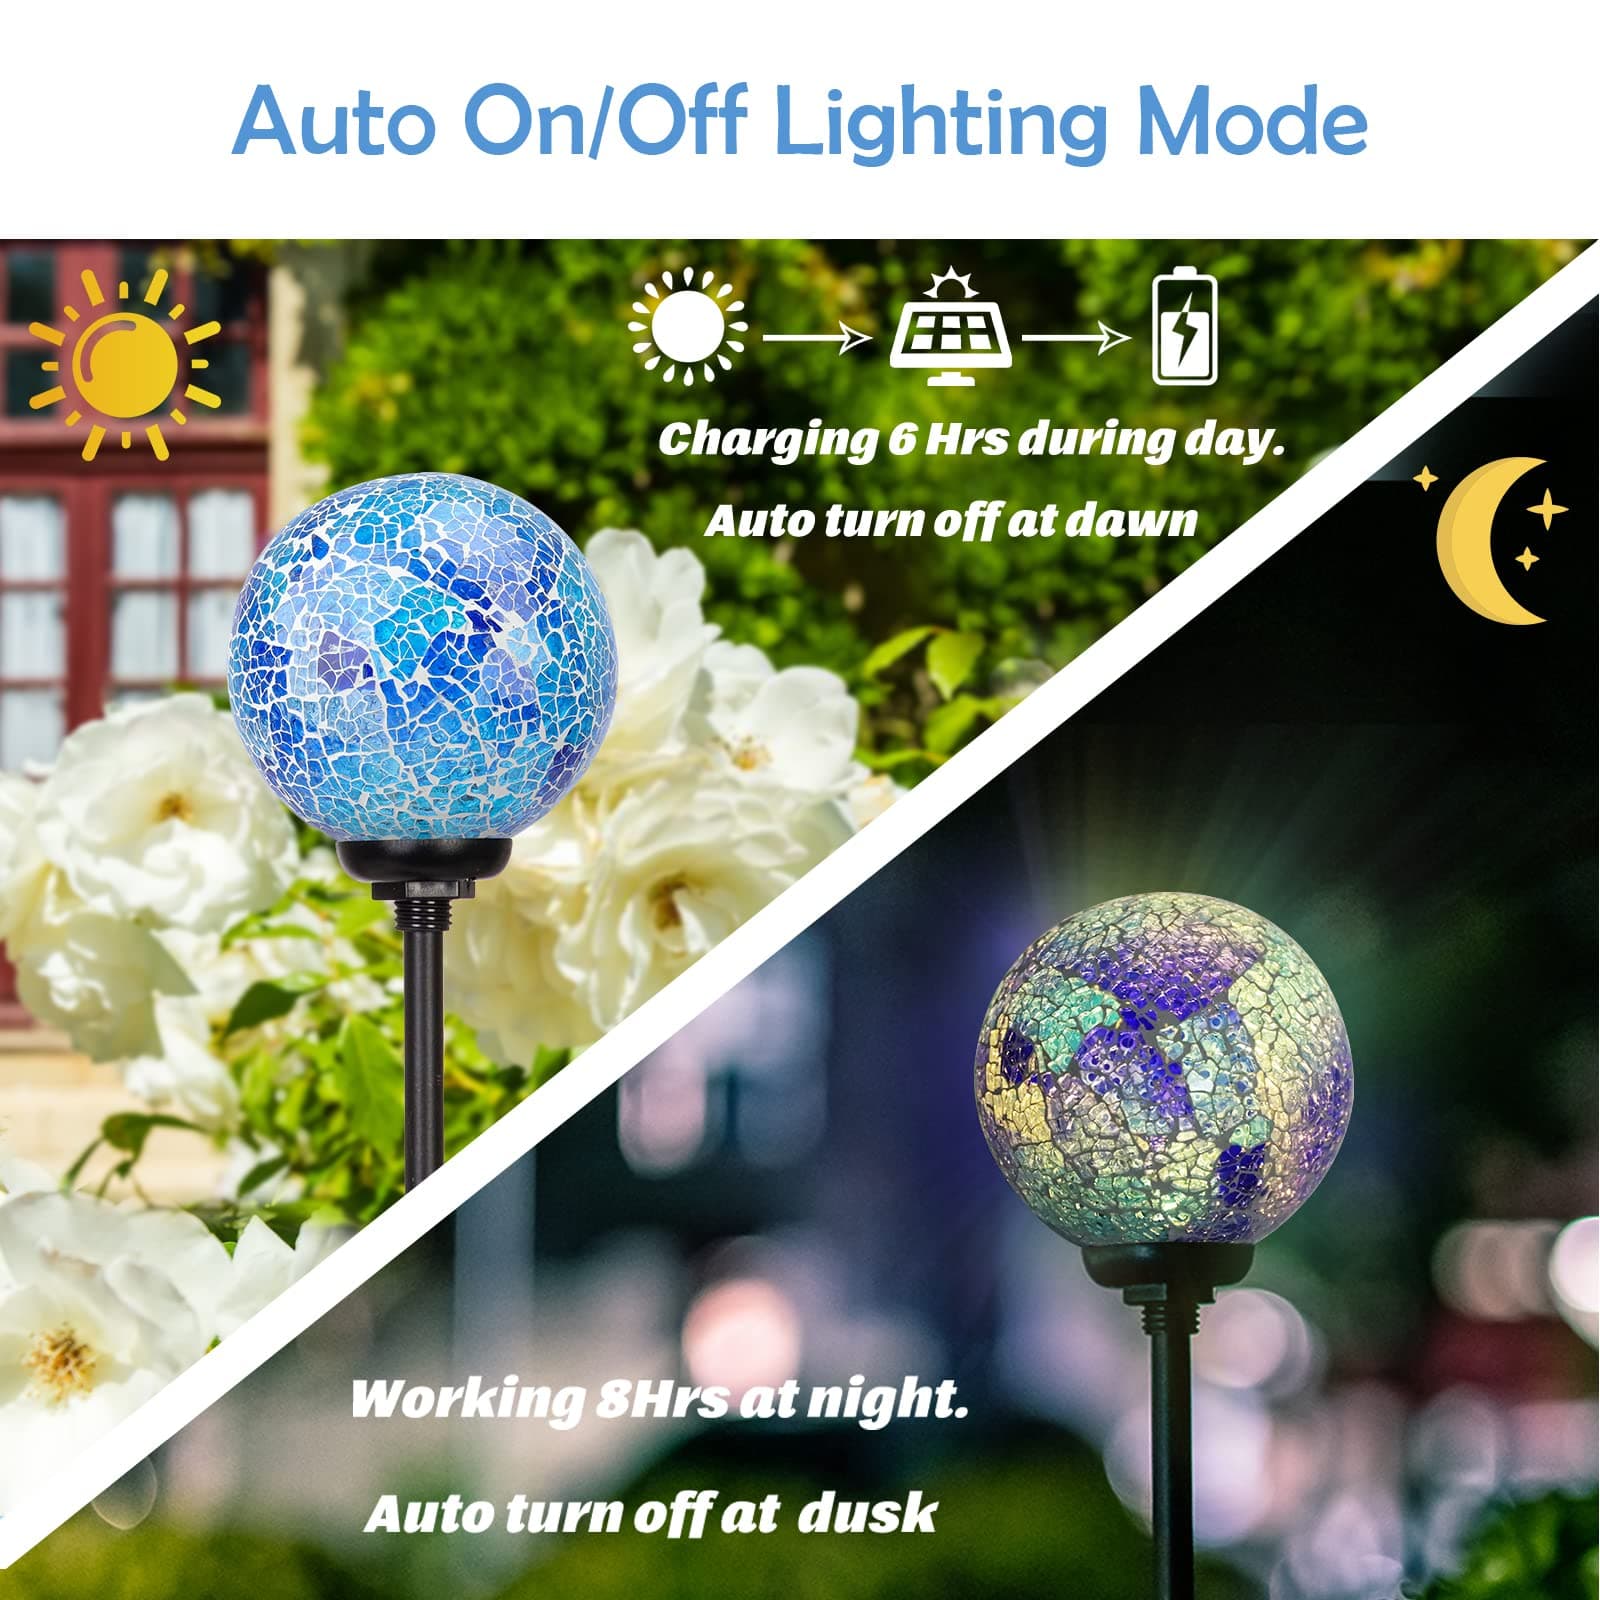 Auto On/Off Lighting Mode
Charging 6 Hrs during day.
Auto turn off at dawn
Working 8Hrs at night.
Auto turn off at dusk